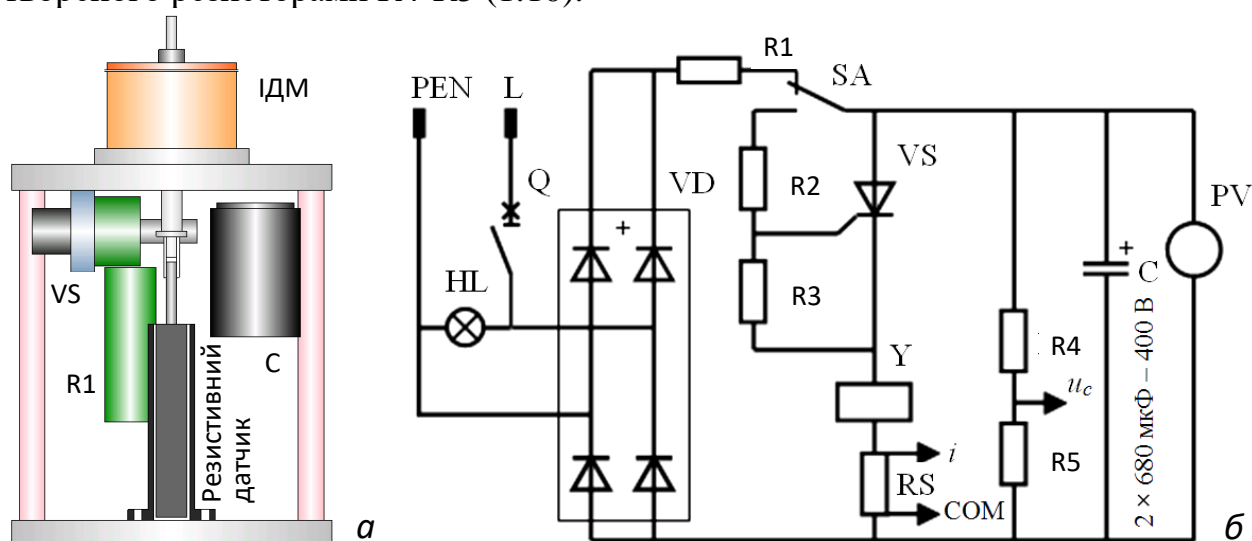 ІДМ
VS
R1
C
Резистивний
датчик
а
PEN
L
Q
HL
VD
+
R1
SA
R2
R3
VS
Y
i
RS
COM
R4
uc
R5
+
C
2 × 680 мкФ – 400 В
PV
б